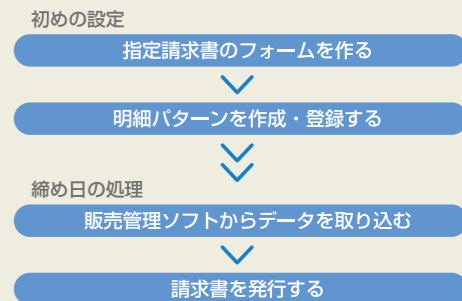 初めの設定
指定請求書のフォームを作る
明細パターンを作成・登録する
締め日の処理
販売管理ソフトからデータを取り込む
請求書を発行する